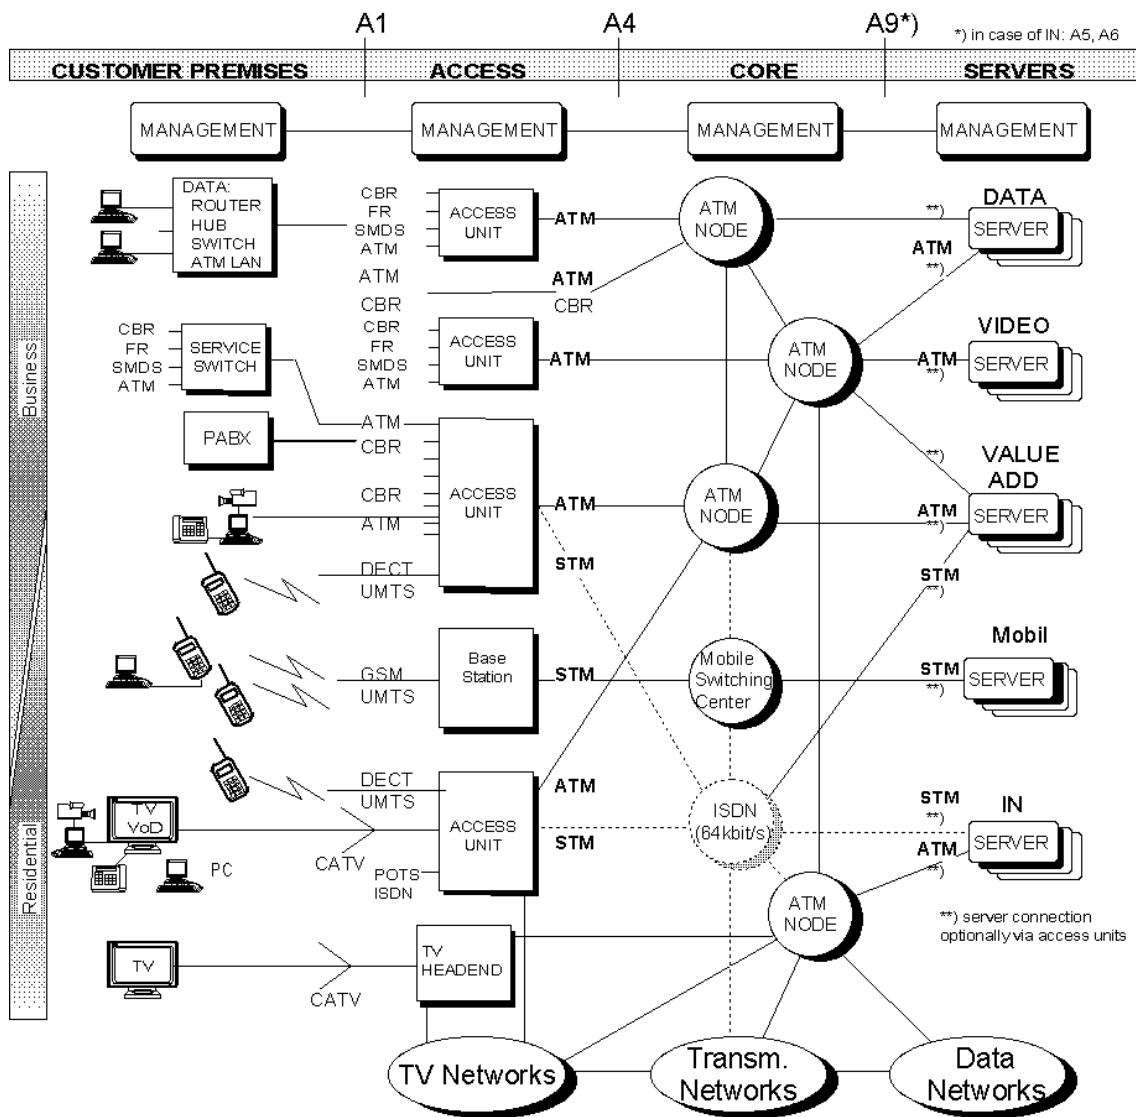 A1
A4
A9*)
*) in case of IN: A5, A6
CUSTOMER PREMISES
ACCESS
CORE
SERVERS
MANAGEMENT
MANAGEMENT
MANAGEMENT
MANAGEMENT
Business
Residential
DATA:
ROUTER
HUB
SWITCH
ATM LAN
CBR
FR
SMDS
ATM
ACCESS
UNIT
ATM
ATM
NODE
**)
DATA
SERVER
ATM
**)
ATM
CBR
ATM
CBR
CBR
FR
SMDS
ATM
SERVICE
SWITCH
CBR
FR
SMDS
ATM
ACCESS
UNIT
ATM
ATM
NODE
VIDEO
ATM
**)
SERVER
PABX
ATM
CBR
CBR
ATM
ACCESS
UNIT
ATM
STM
ATM
NODE
**)
VALUE
ADD
ATM
**)
SERVER
STM
**)
DECT
UMTS
GSM
UMTS
Base
Station
STM
Mobile
Switching
Center
Mobil
STM
**)
SERVER
DECT
UMTS
TV
VoD
PC
CATV
POTS
ISDN
ACCESS
UNIT
ATM
STM
ISDN
(64kbit/s)
STM
**)
IN
SERVER
ATM
**)
ATM
NODE
**) server connection
optionally via access units
TV
CATV
TV
HEADEND
TV Networks
Transm.
Networks
Data
Networks